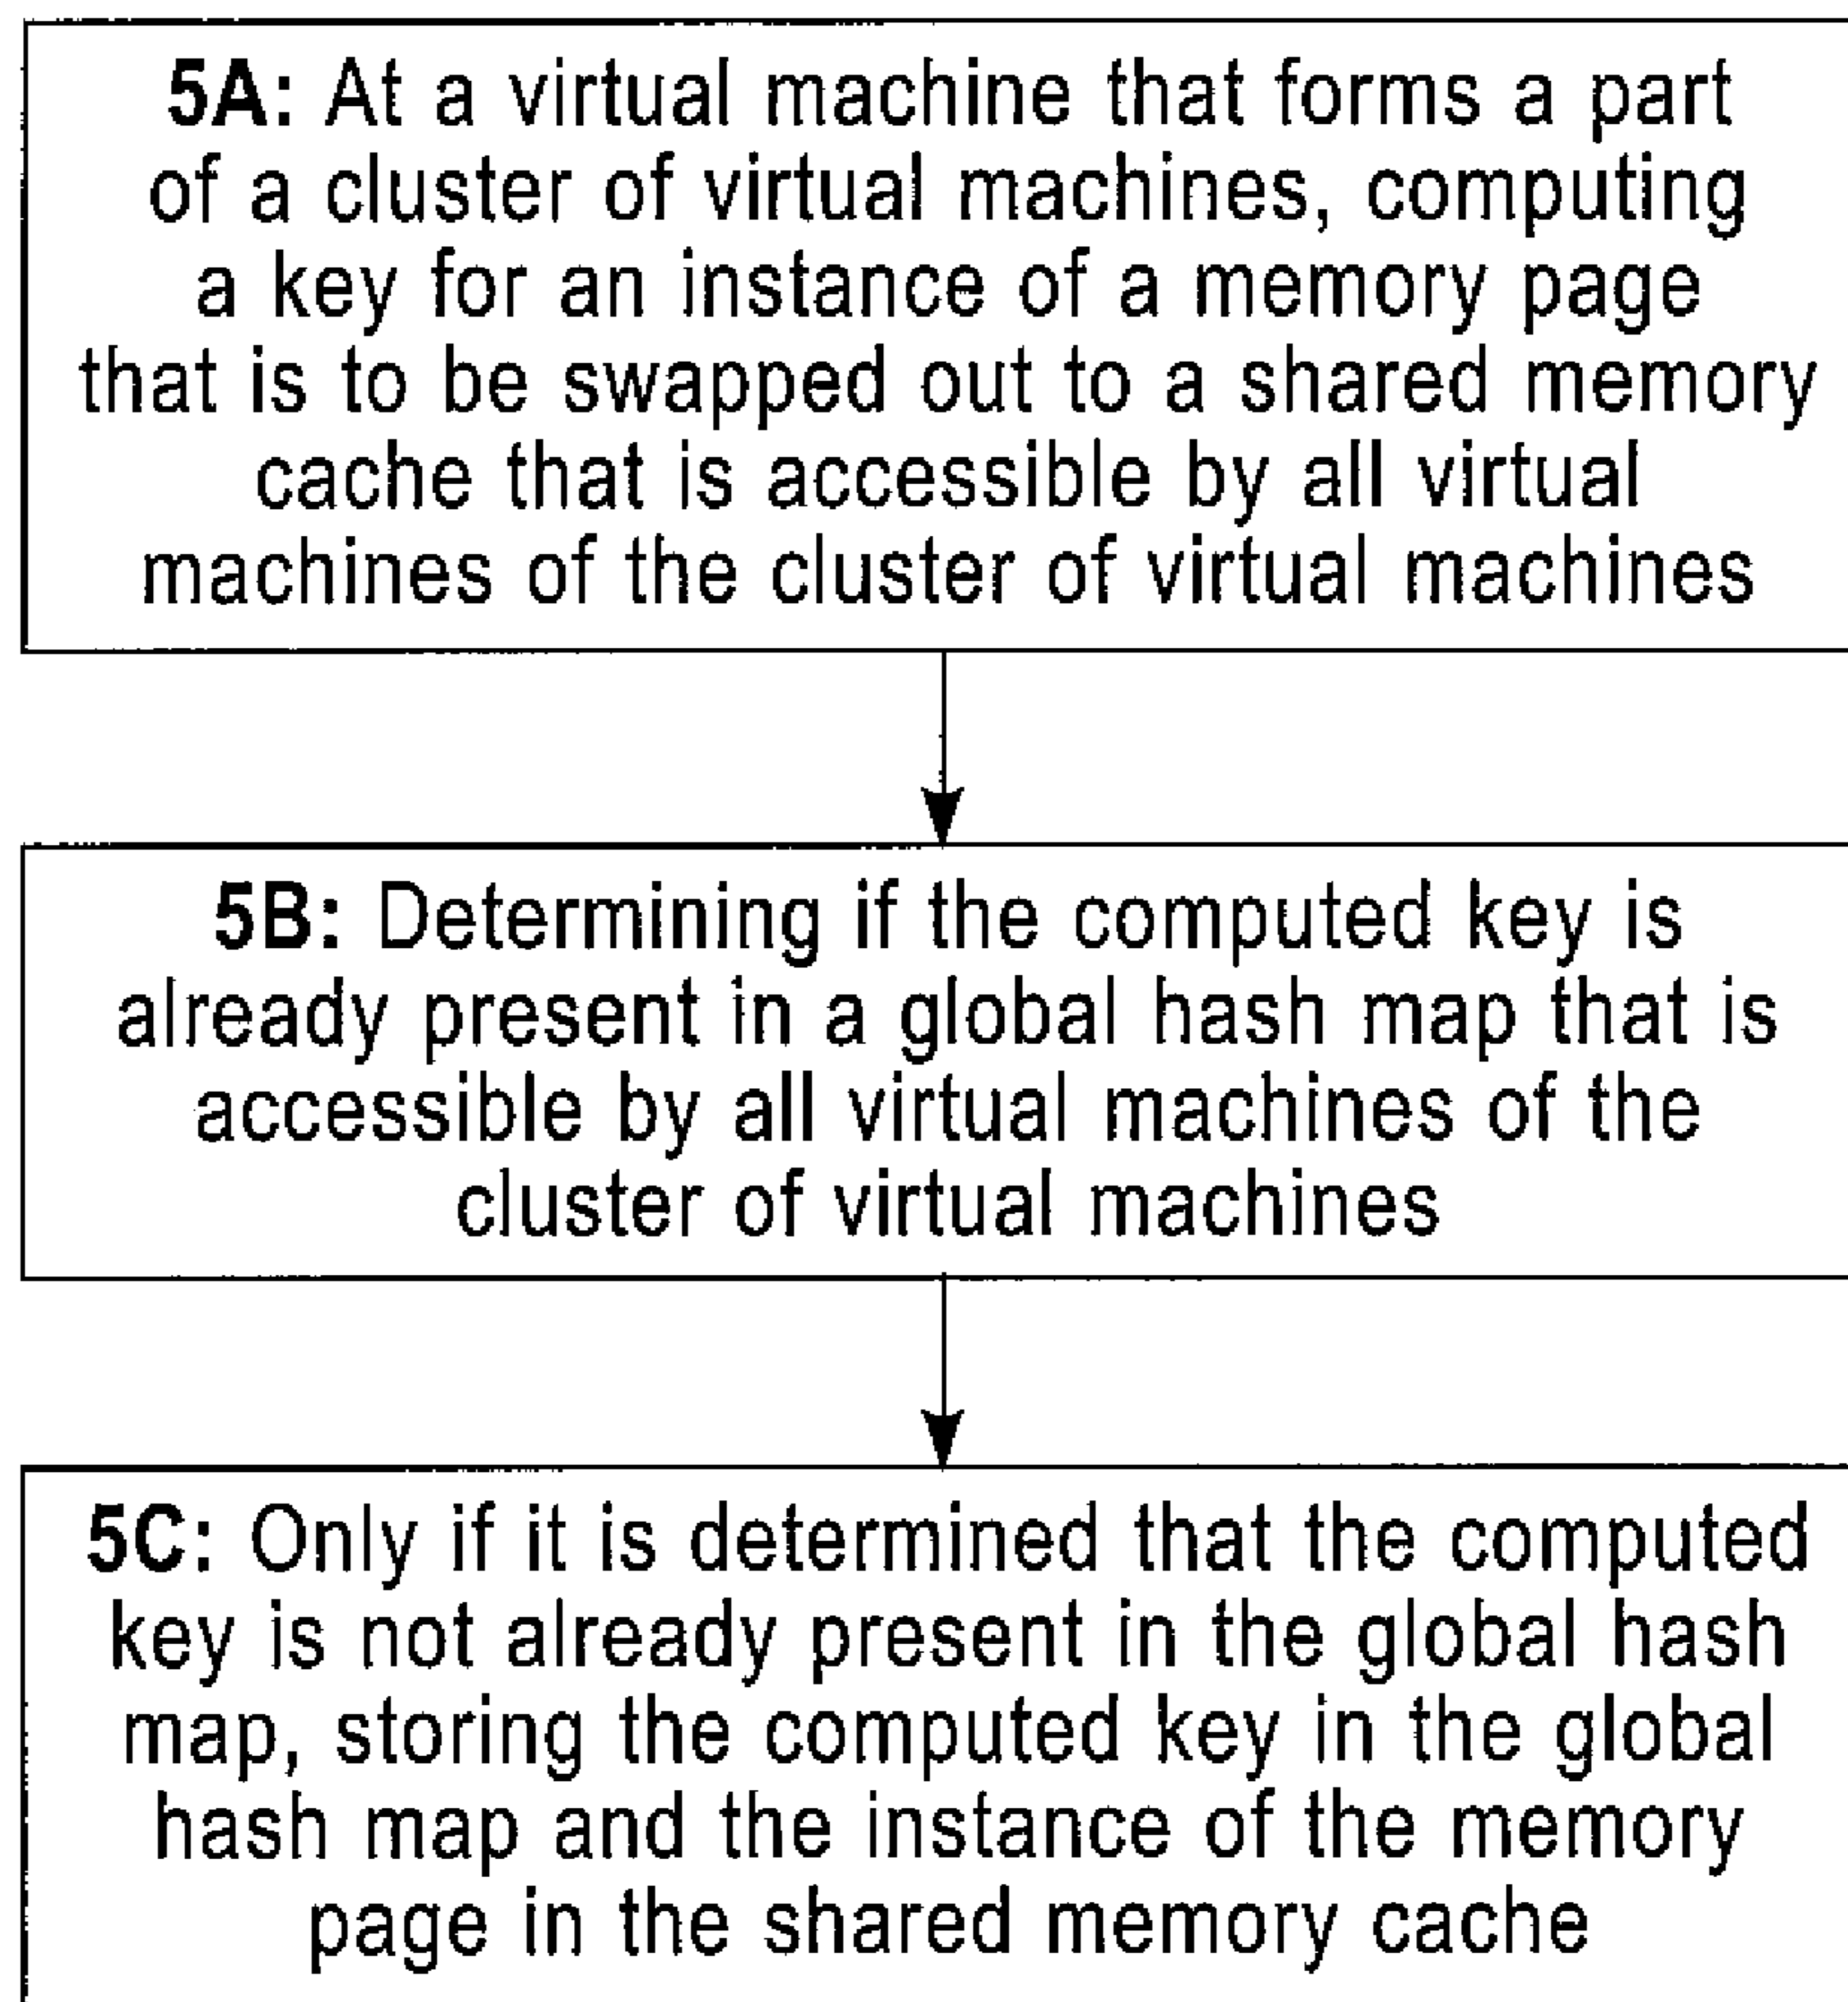 5A: At a virtual machine that forms a part
of a cluster of virtual machines, computing
a key for an instance of a memory page
that is to be swapped out to a shared memory
cache that is accessible by all virtual
machines of the cluster of virtual machines
5B: Determining if the computed key is
already present in a global hash map that is
accessible by all virtual machines of the
cluster of virtual machines
5C: Only if it is determined that the computed
key is not already present in the global hash
map, storing the computed key in the global
hash map and the instance of the memory
page in the shared memory cache